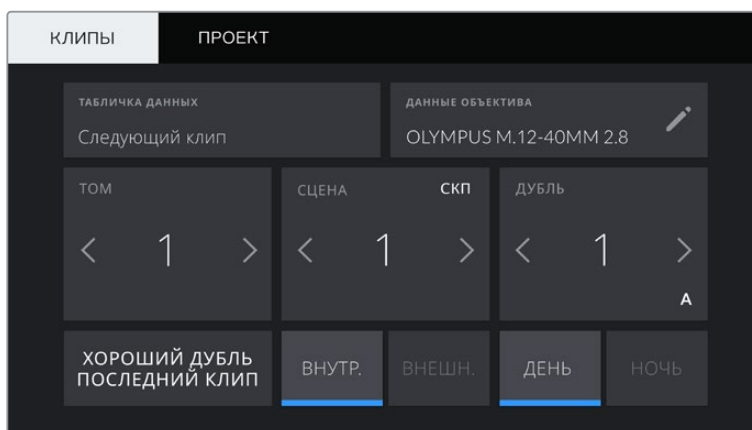 КЛИПЫ ПРОЕКТ
ТАБЛИЧКА ДАННЫХ ДАННЫЕ ОБЪЕКТИВА
Следующий клип OLYMPUS M.12-40MM 2.8
ТОМ СЦЕНА СКП ДУБЛЬ
1 1 1
A
ХОРОШИЙ ДУБЛЬ
ПОСЛЕДНИЙ КЛИП
ВНУТР. ВНЕШН. ДЕНЬ НОЧЬ